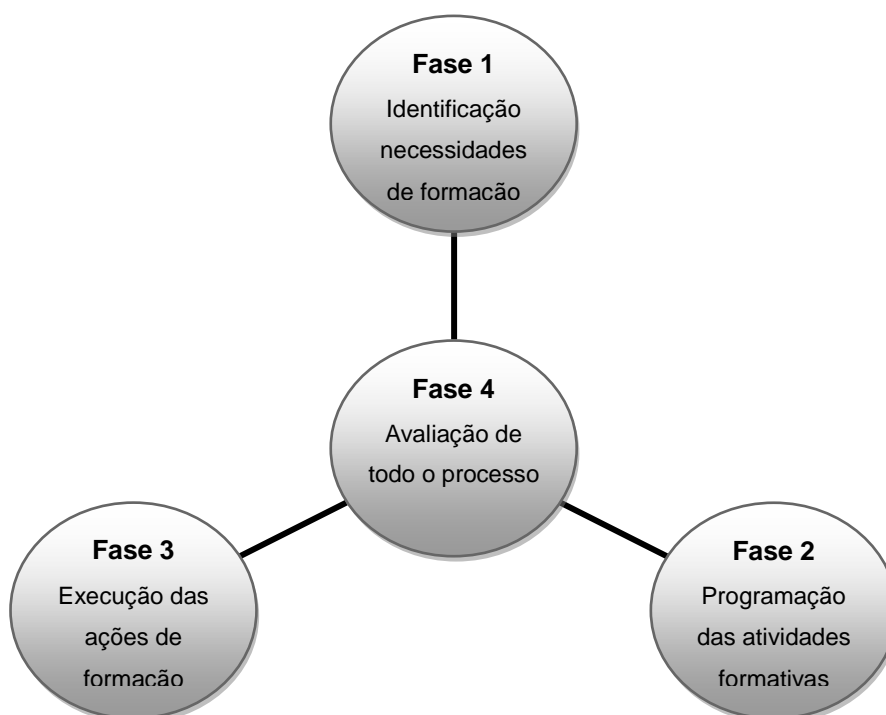 Fase 1
Identificação
necessidades
de formação
Fase 4
Avaliação de
todo o processo
Fase 3
Execução das
ações de
formação
Fase 2
Programação
das atividades
formativas